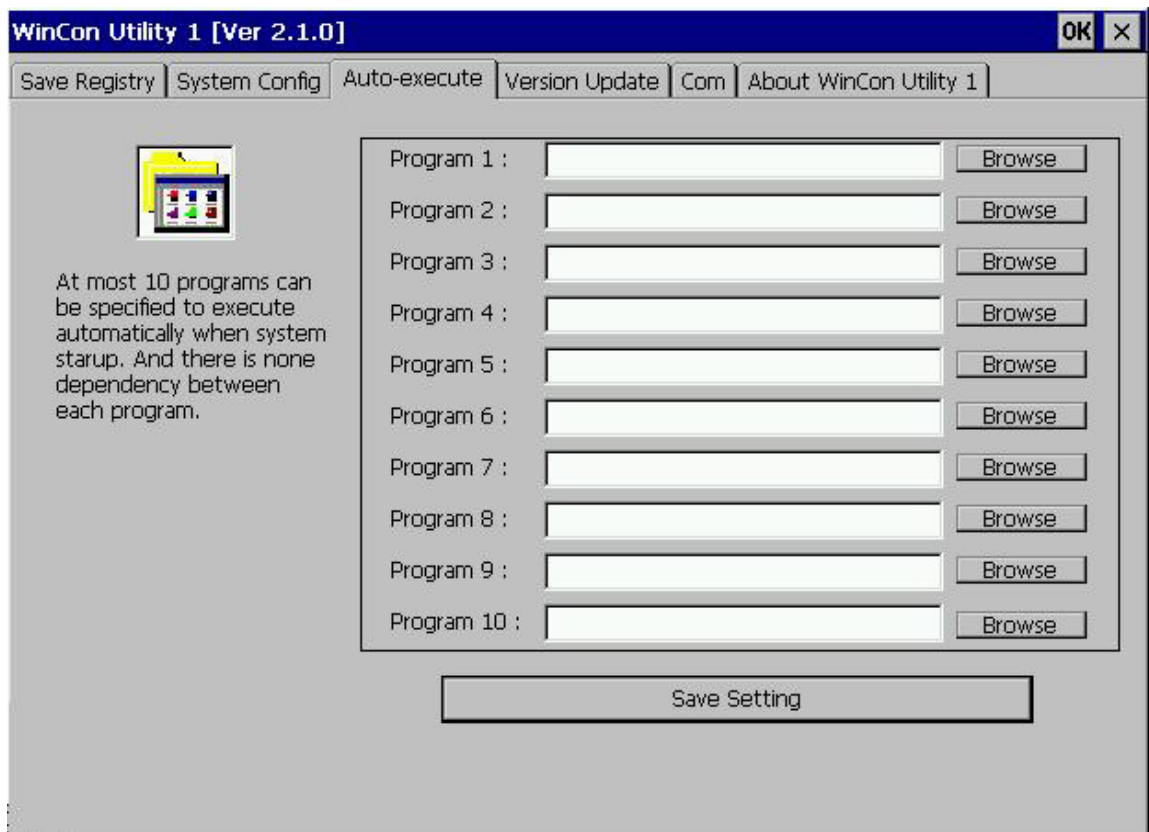 WinCon Utility 1 [Ver 2.1.0] OK ×
Save Registry System Config Auto-execute Version Update Com About WinCon Utility 1
At most 10 programs can
be specified to execute
automatically when system
starup. And there is none
dependency between
each program.
Program 1 : Browse
Program 2 : Browse
Program 3 : Browse
Program 4 : Browse
Program 5 : Browse
Program 6 : Browse
Program 7 : Browse
Program 8 : Browse
Program 9 : Browse
Program 10 : Browse
Save Setting